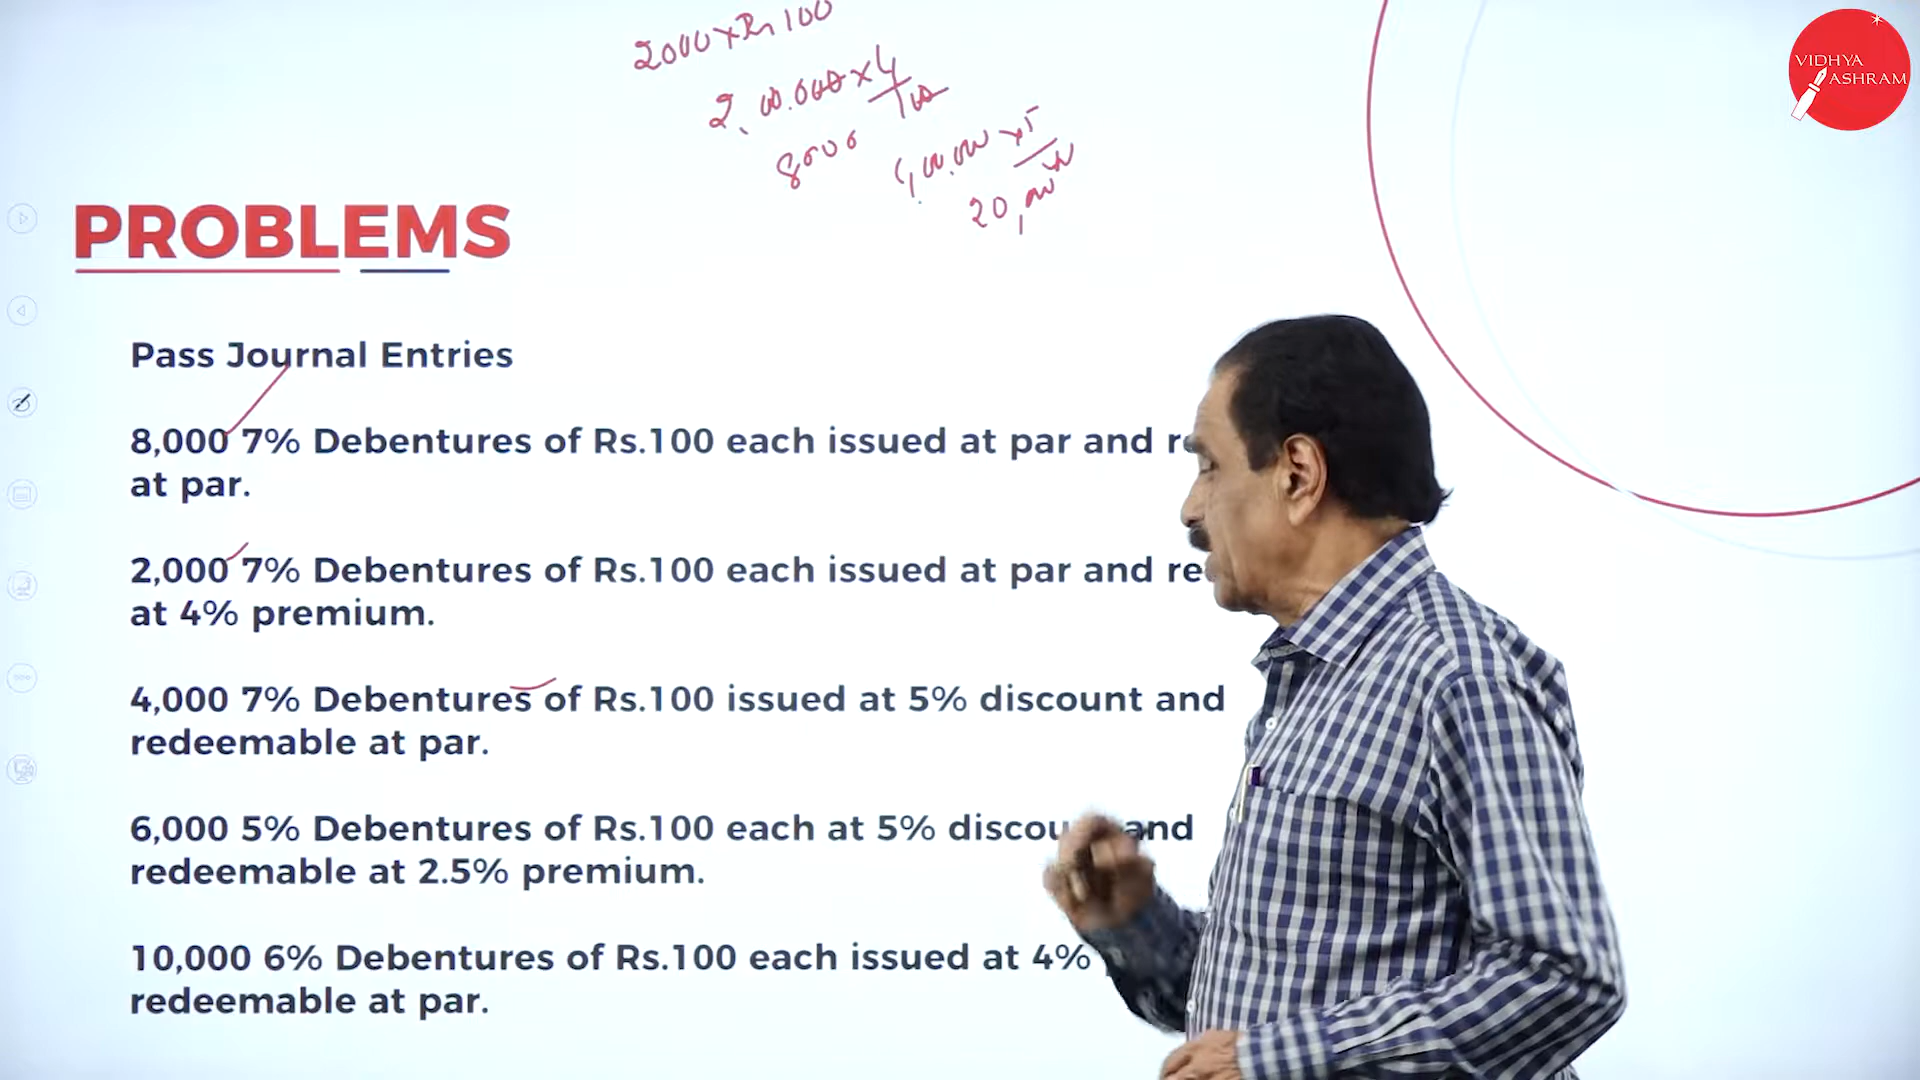 2000 x Rs 100
2,00,000 x 4/100
8000
4,00,000 x 5/100
20,000
VIDHYA
ASHRAM
PROBLEMS
Pass Journal Entries
8,000 7% Debentures of Rs.100 each issued at par and
at par.
2,000 7% Debentures of Rs.100 each issued at par and
at 4% premium.
4,000 7% Debentures of Rs.100 issued at 5% discount and
redeemable at par.
6,000 5% Debentures of Rs.100 each at 5% discount and
redeemable at 2.5% premium.
10,000 6% Debentures of Rs.100 each issued at 4%
redeemable at par.